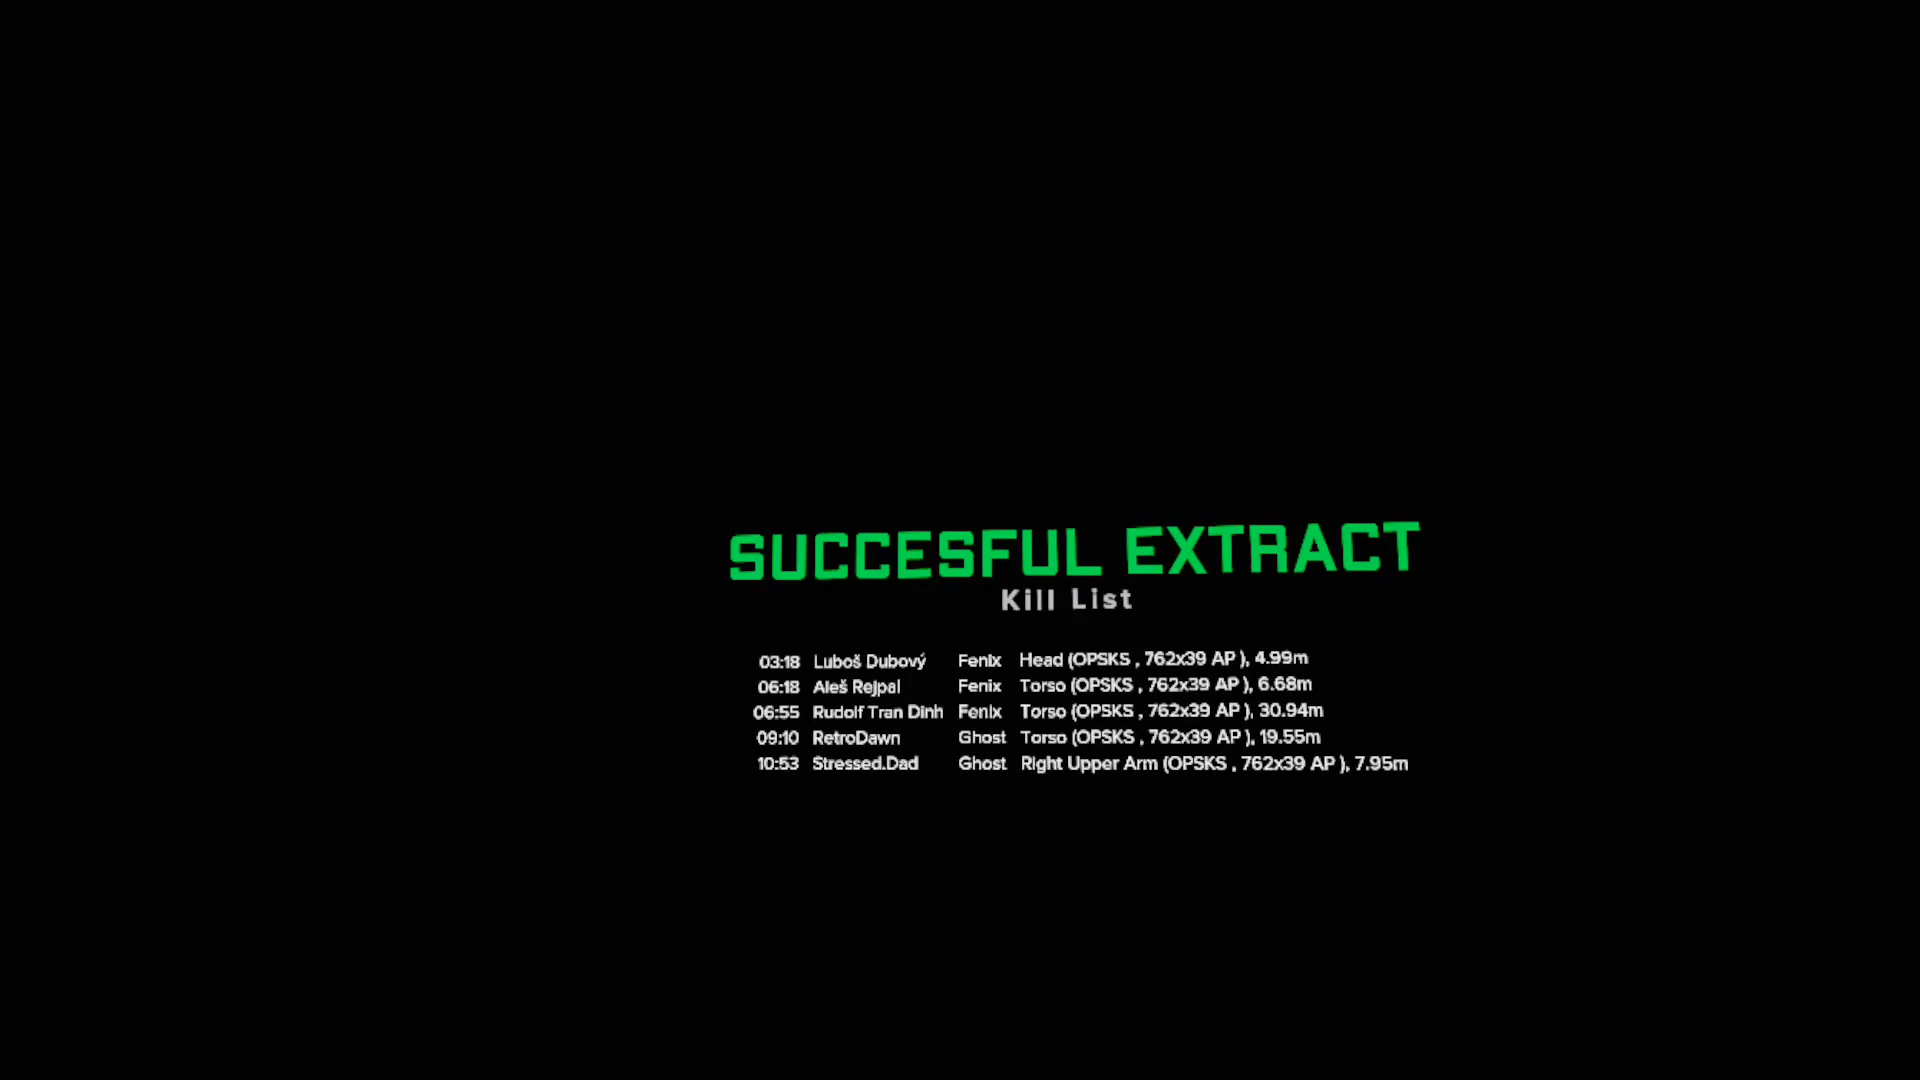 SUCCESFUL EXTRACT
Kill List
03:18 Luboš Dubový Fenix Head (OPSKS , 762x39 AP ), 4.99m
06:18 Aleš Rejpal Fenix Torso (OPSKS , 762x39 AP ), 6.68m
06:55 Rudolf Tran Dinh Fenix Torso (OPSKS , 762x39 AP ), 30.94m
09:10 RetroDawn Ghost Torso (OPSKS , 762x39 AP ), 19.55m
10:53 Stressed.Dad Ghost Right Upper Arm (OPSKS , 762x39 AP ), 7.95m